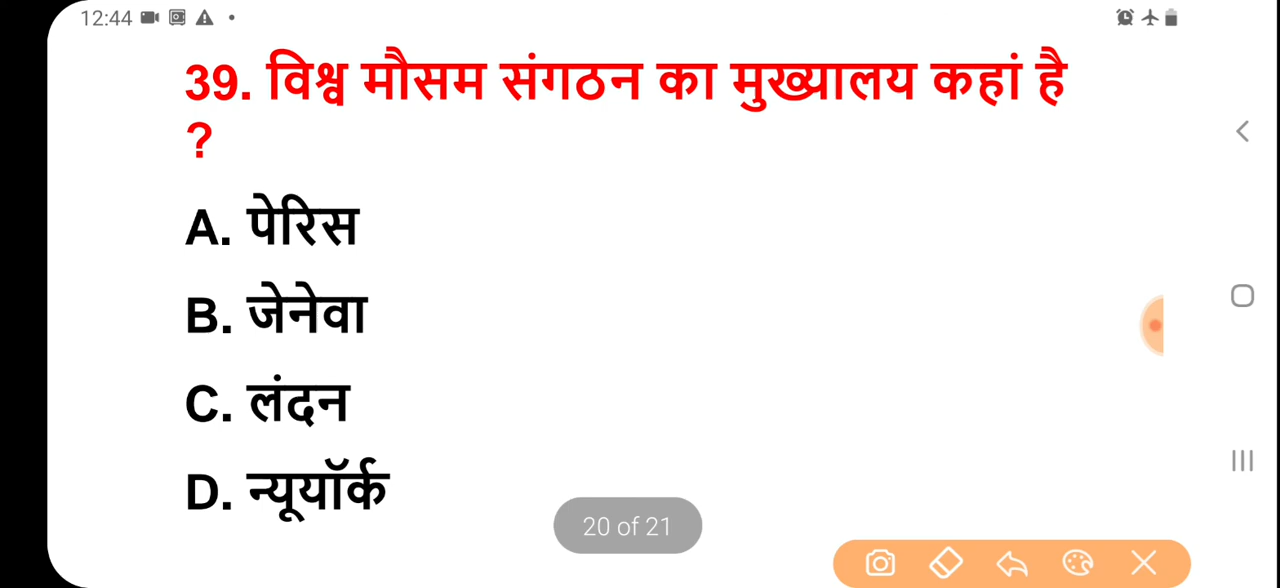 12:44
39. विश्व मौसम संगठन का मुख्यालय कहां है
?
A. पेरिस
B. जेनेवा
C. लंदन
D. न्यूयॉर्क
20 of 21